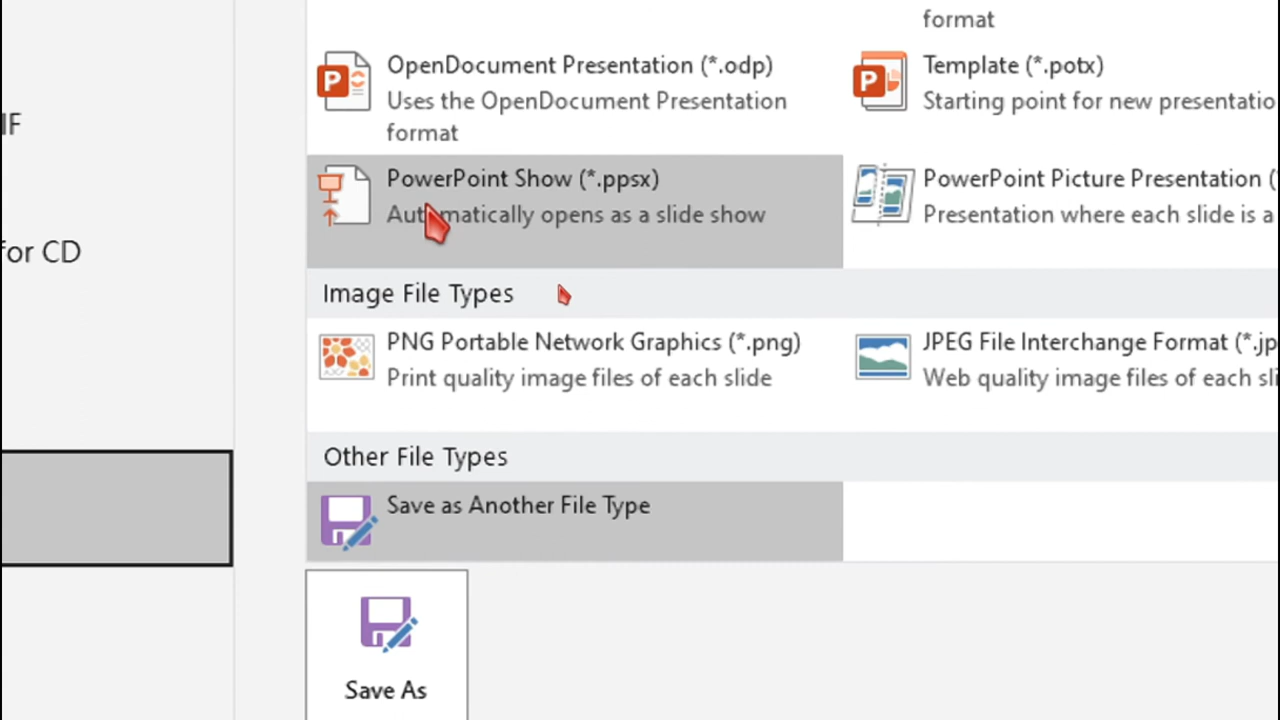 format
OpenDocument Presentation (*.odp)
Uses the OpenDocument Presentation
format
Template (*.potx)
Starting point for new presentatio
IF
for CD
PowerPoint Show (*.ppsx)
Automatically opens as a slide show
PowerPoint Picture Presentation (
Presentation where each slide is a
Image File Types
PNG Portable Network Graphics (*.png)
Print quality image files of each slide
JPEG File Interchange Format (*.jp
Web quality image files of each sli
Other File Types
Save as Another File Type
Save As